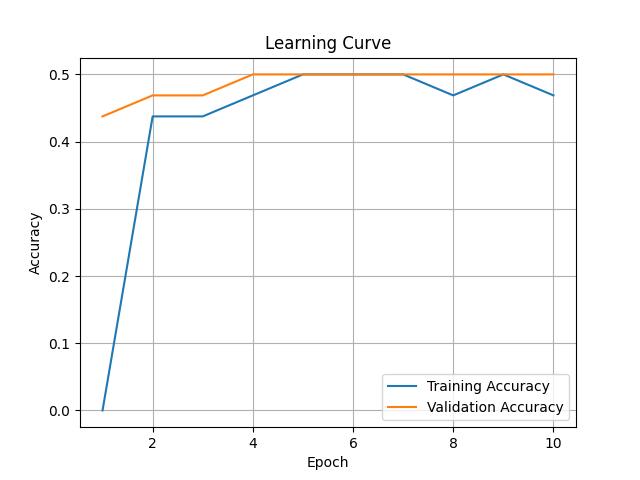 Learning Curve
0.5
0.4
0.3
0.2
0.1
0.0
Accuracy
Training Accuracy
Validation Accuracy
2 4 6 8 10
Epoch